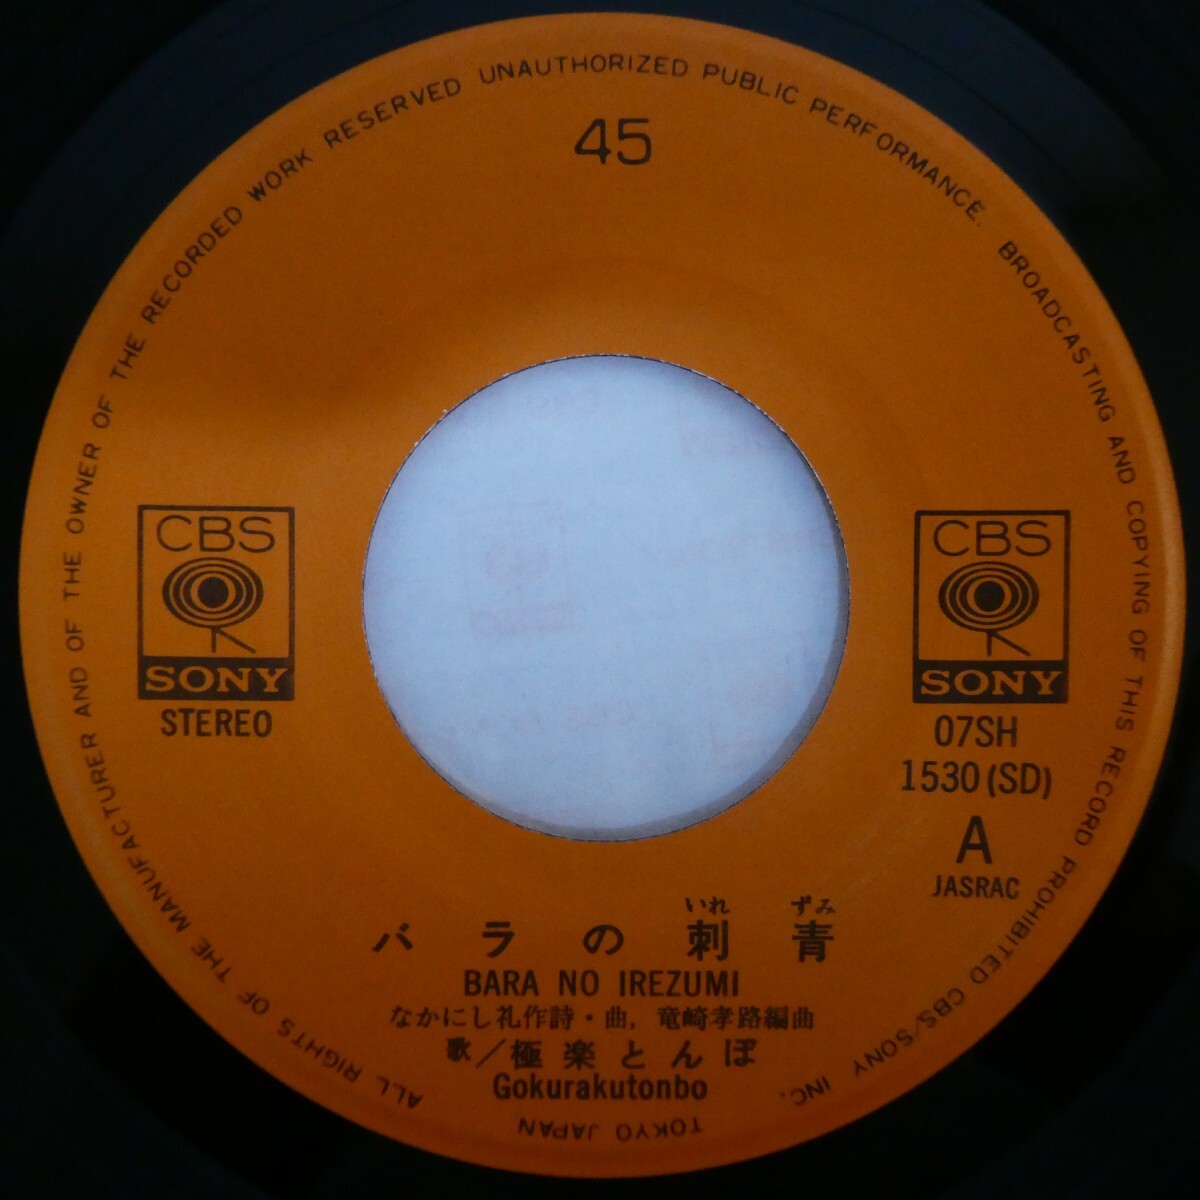 ALL RIGHTS OF THE MANUFACTURER AND OF THE OWNER OF THE RECORDED WORK RESERVED UNAUTHORIZED PUBLIC PERFORMANCE. BROADCASTING AND COPYING OF THIS RECORD PROHIBITED CBS/SONY INC.
TOKYO JAPAN
45
CBS
SONY
STEREO
CBS
SONY
07SH
1530(SD)
A
JASRAC
いれ ずみ
バラの刺青
BARA NO IREZUMI
なかにし礼作詩・曲, 竜崎孝路編曲
歌/極楽とんぼ
Gokurakutonbo